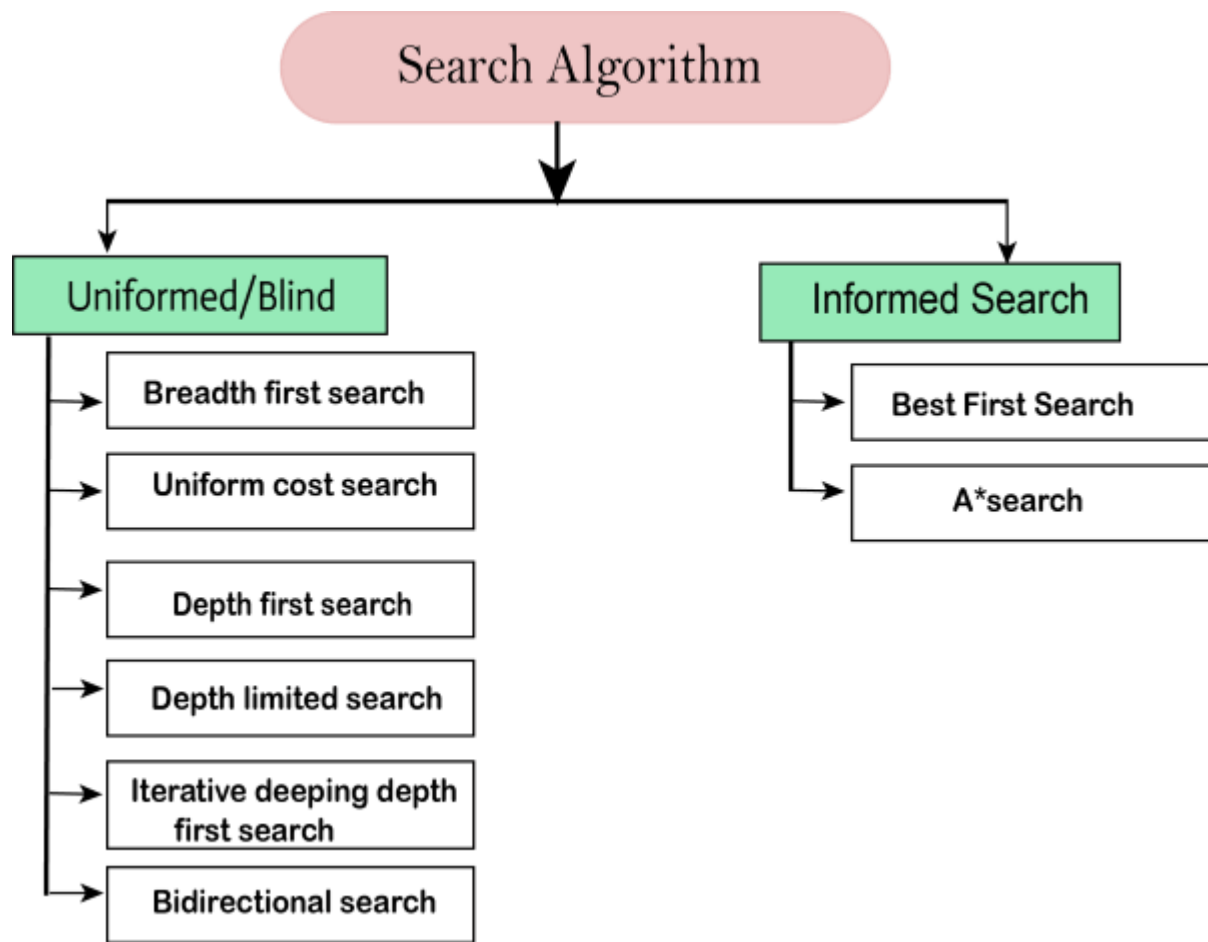 Search Algorithm
Uniformed/Blind
Breadth first search
Uniform cost search
Depth first search
Depth limited search
Iterative deeping depth
first search
Bidirectional search
Informed Search
Best First Search
A*search